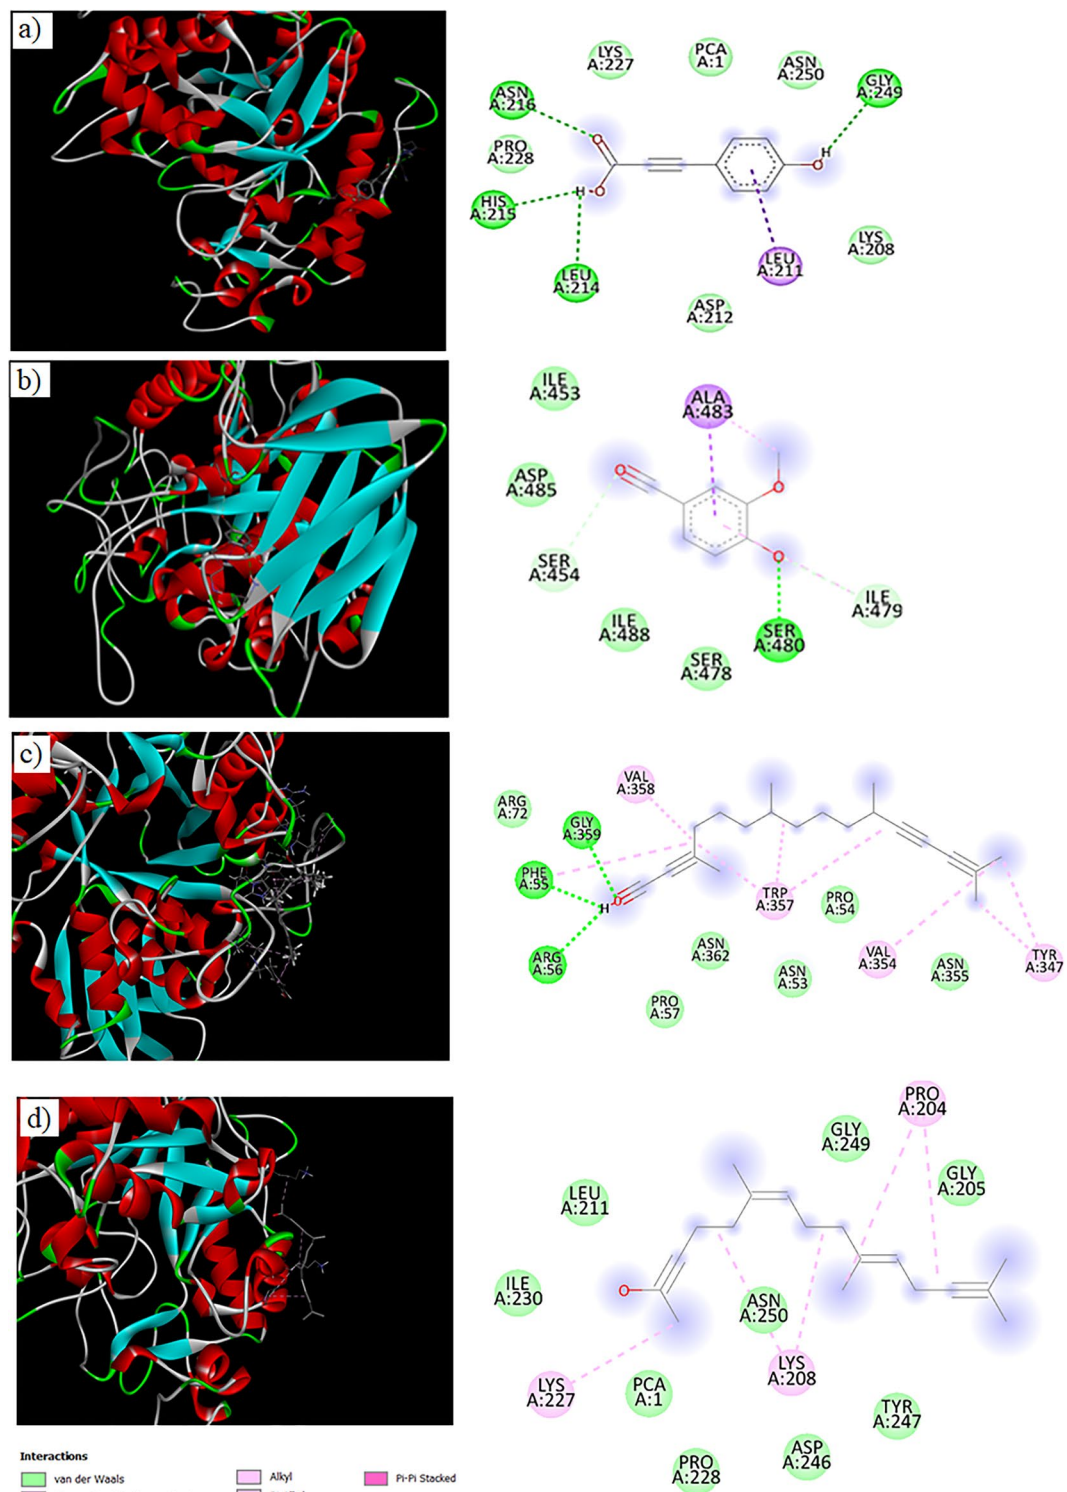 a)
LYS
A:227
PCA
A:1
ASN
A:250
GLY
A:249
ASN
A:216
PRO
A:228
HIS
A:215
LEU
A:214
O
H
O
O
H
LEU
A:211
LYS
A:208
ASP
A:212
b)
ILE
A:453
ALA
A:483
ASP
A:485
O
O
O
SER
A:454
ILE
A:479
ILE
A:488
SER
A:480
SER
A:478
c)
VAL
A:358
ARG
A:72
GLY
A:359
PHE
A:55
H
O
TRP
A:357
PRO
A:54
ARG
A:56
ASN
A:362
ASN
A:53
VAL
A:354
ASN
A:355
TYR
A:347
PRO
A:57
d)
PRO
A:204
GLY
A:249
GLY
A:205
LEU
A:211
ILE
A:230
O
ASN
A:250
LYS
A:227
PCA
A:1
LYS
A:208
TYR
A:247
PRO
A:228
ASP
A:246
Interactions
van der Waals
Alkyl
Pi-Pi Stacked